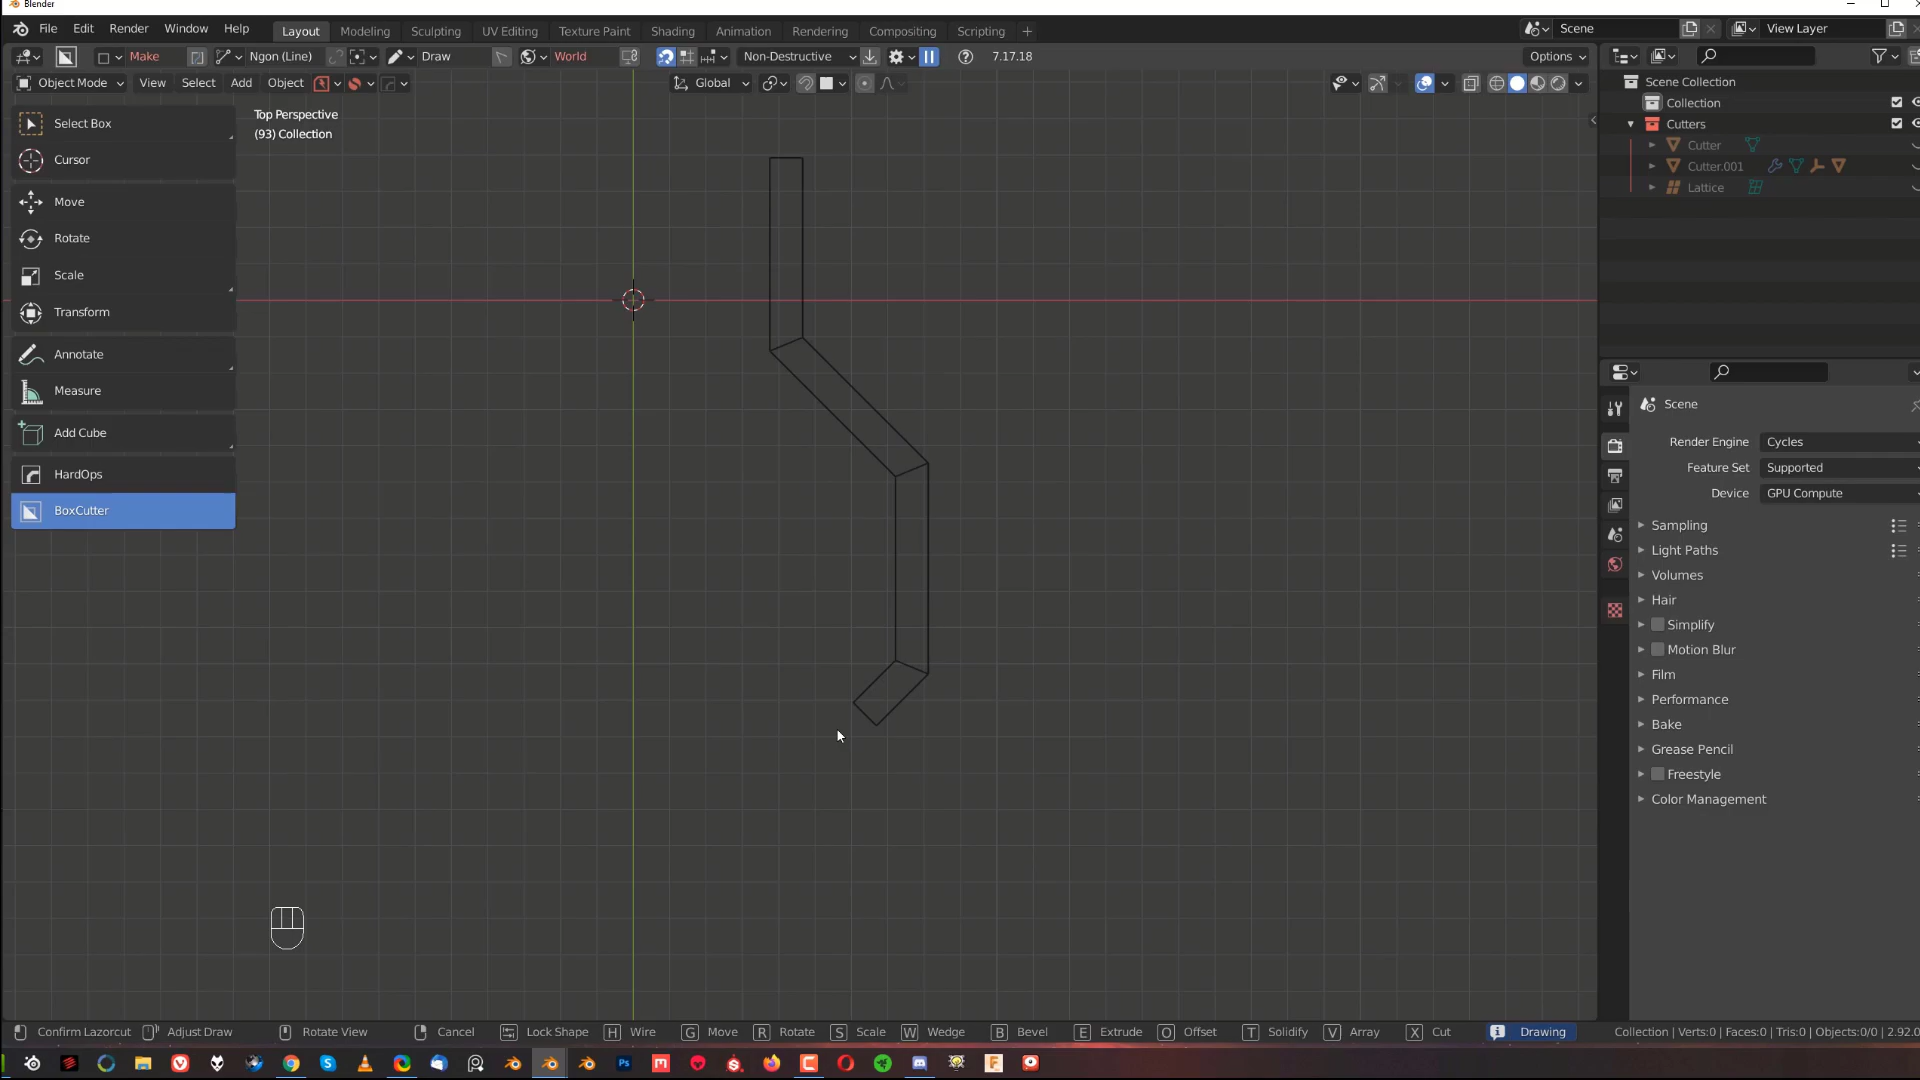 Blender
File Edit Render Window Help Layout Modeling Sculpting UV Editing Texture Paint Shading Animation Rendering Compositing Scripting + Scene View Layer
Make Ngon (Line) Draw World Non-Destructive 7.17.18 Options
Object Mode View Select Add Object Global
Top Perspective
(93) Collection
Select Box
Cursor
Move
Rotate
Scale
Transform
Annotate
Measure
Add Cube
HardOps
BoxCutter
Scene Collection
Collection
Cutters
Cutter
Cutter.001
Lattice
Scene
Render Engine Cycles
Feature Set Supported
Device GPU Compute
Sampling
Light Paths
Volumes
Hair
Simplify
Motion Blur
Film
Performance
Bake
Grease Pencil
Freestyle
Color Management
Confirm Lazorcut Adjust Draw Rotate View Cancel Lock Shape H Wire G Move R Rotate S Scale W Wedge B Bevel E Extrude O Offset T Solidify V Array X Cut Drawing Collection | Verts:0 | Faces:0 | Tris:0 | Objects:0/0 | 2.92.0